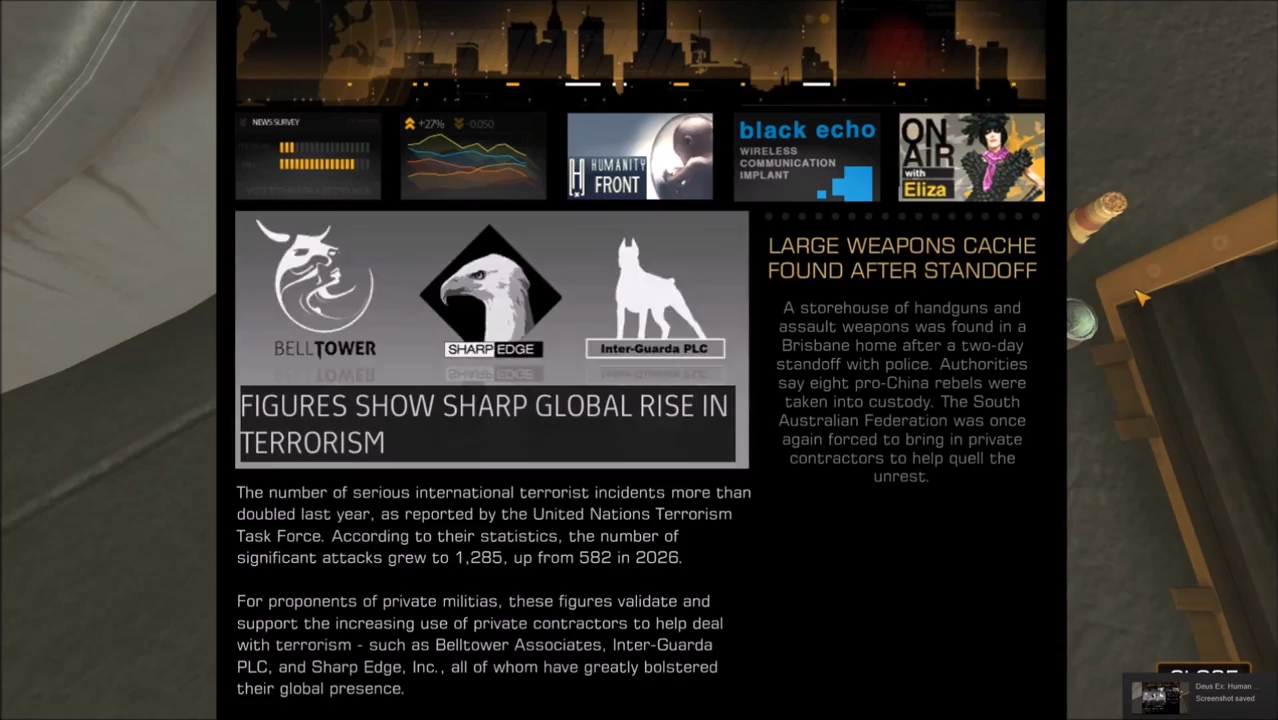 NEWS SURVEY
+27% -0.050
HUMANITY
FRONT
black echo
WIRELESS
COMMUNICATION
IMPLANT
ON
AIR
with
Eliza
BELLTOWER
SHARP EDGE
Inter-Guarda PLC
FIGURES SHOW SHARP GLOBAL RISE IN
TERRORISM
The number of serious international terrorist incidents more than
doubled last year, as reported by the United Nations Terrorism
Task Force. According to their statistics, the number of
significant attacks grew to 1,285, up from 582 in 2026.
For proponents of private militias, these figures validate and
support the increasing use of private contractors to help deal
with terrorism - such as Belltower Associates, Inter-Guarda
PLC, and Sharp Edge, Inc., all of whom have greatly bolstered
their global presence.
LARGE WEAPONS CACHE
FOUND AFTER STANDOFF
A storehouse of handguns and
assault weapons was found in a
Brisbane home after a two-day
standoff with police. Authorities
say eight pro-China rebels were
taken into custody. The South
Australian Federation was once
again forced to bring in private
contractors to help quell the
unrest.
CLOSE
Deus Ex: Human ...
Screenshot saved